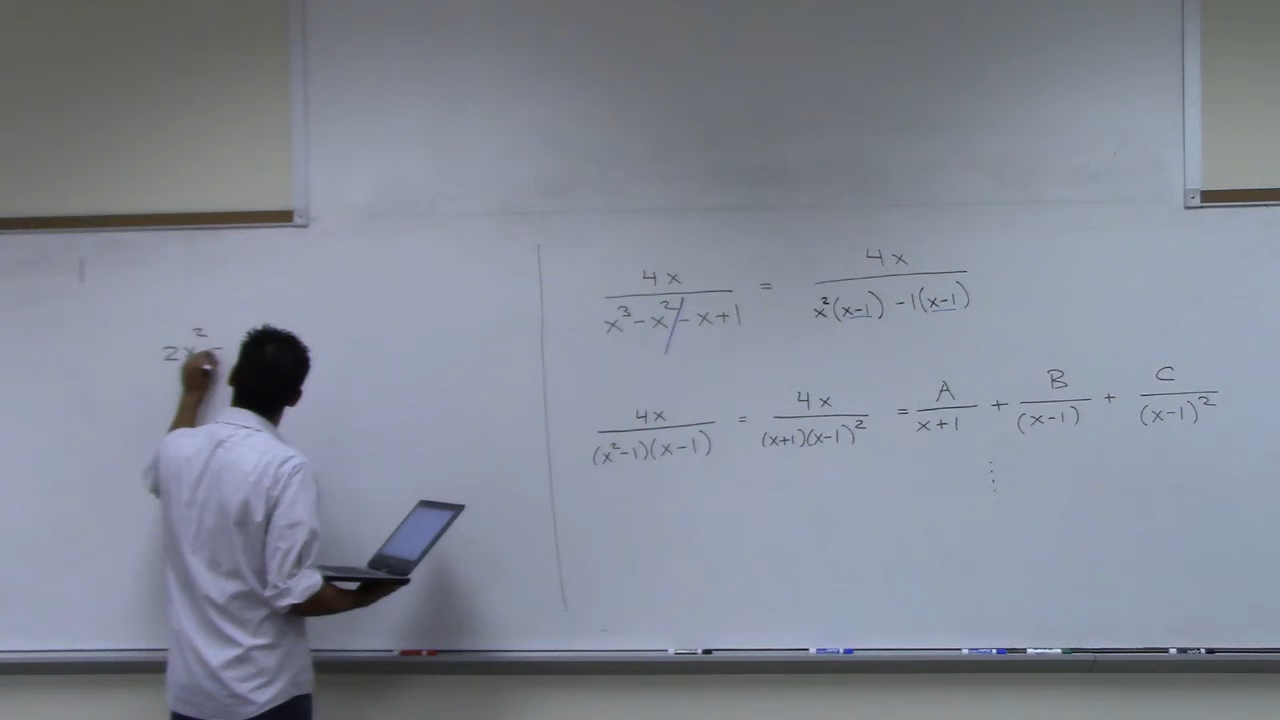 2x² -
4x / (x³ - x² - x + 1) = 4x / (x²(x-1) - 1(x-1))
4x / ((x²-1)(x-1)) = 4x / ((x+1)(x-1)²) = A / (x+1) + B / (x-1) + C / (x-1)²
⋮